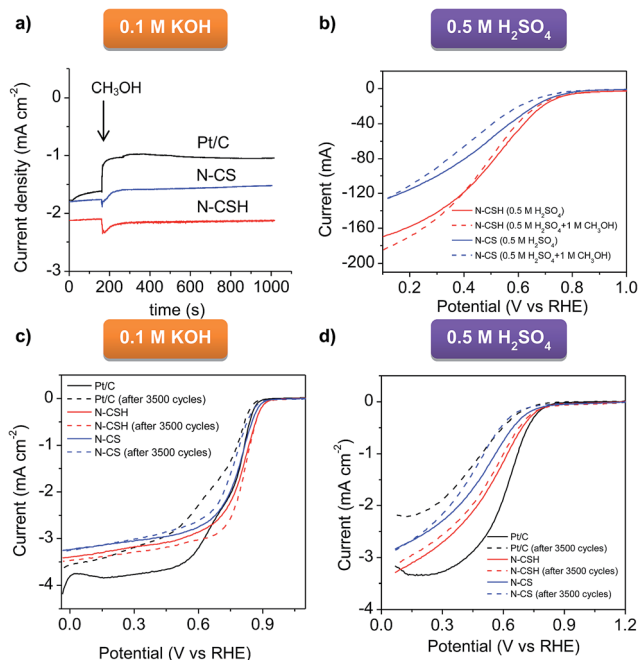 a)
0.1 M KOH
Current density (mA cm⁻²)
0
-1
-2
-3
CH₃OH
Pt/C
N-CS
N-CSH
0 200 400 600 800 1000
time (s)
b)
0.5 M H₂SO₄
Current (mA)
0
-40
-80
-120
-160
-200
N-CSH (0.5 M H₂SO₄)
N-CSH (0.5 M H₂SO₄+1 M CH₃OH)
N-CS (0.5 M H₂SO₄)
N-CS (0.5 M H₂SO₄+1 M CH₃OH)
0.2 0.4 0.6 0.8 1.0
Potential (V vs RHE)
c)
0.1 M KOH
Current (mA cm⁻²)
Pt/C
Pt/C (after 3500 cycles)
N-CSH
N-CSH (after 3500 cycles)
N-CS
N-CS (after 3500 cycles)
0
-1
-2
-3
-4
0.0 0.3 0.6 0.9
Potential (V vs RHE)
d)
0.5 M H₂SO₄
Current (mA cm⁻²)
0
-1
-2
-3
-4
Pt/C
Pt/C (after 3500 cycles)
N-CSH
N-CSH (after 3500 cycles)
N-CS
N-CS (after 3500 cycles)
0.0 0.2 0.4 0.6 0.8 1.0 1.2
Potential (V vs RHE)